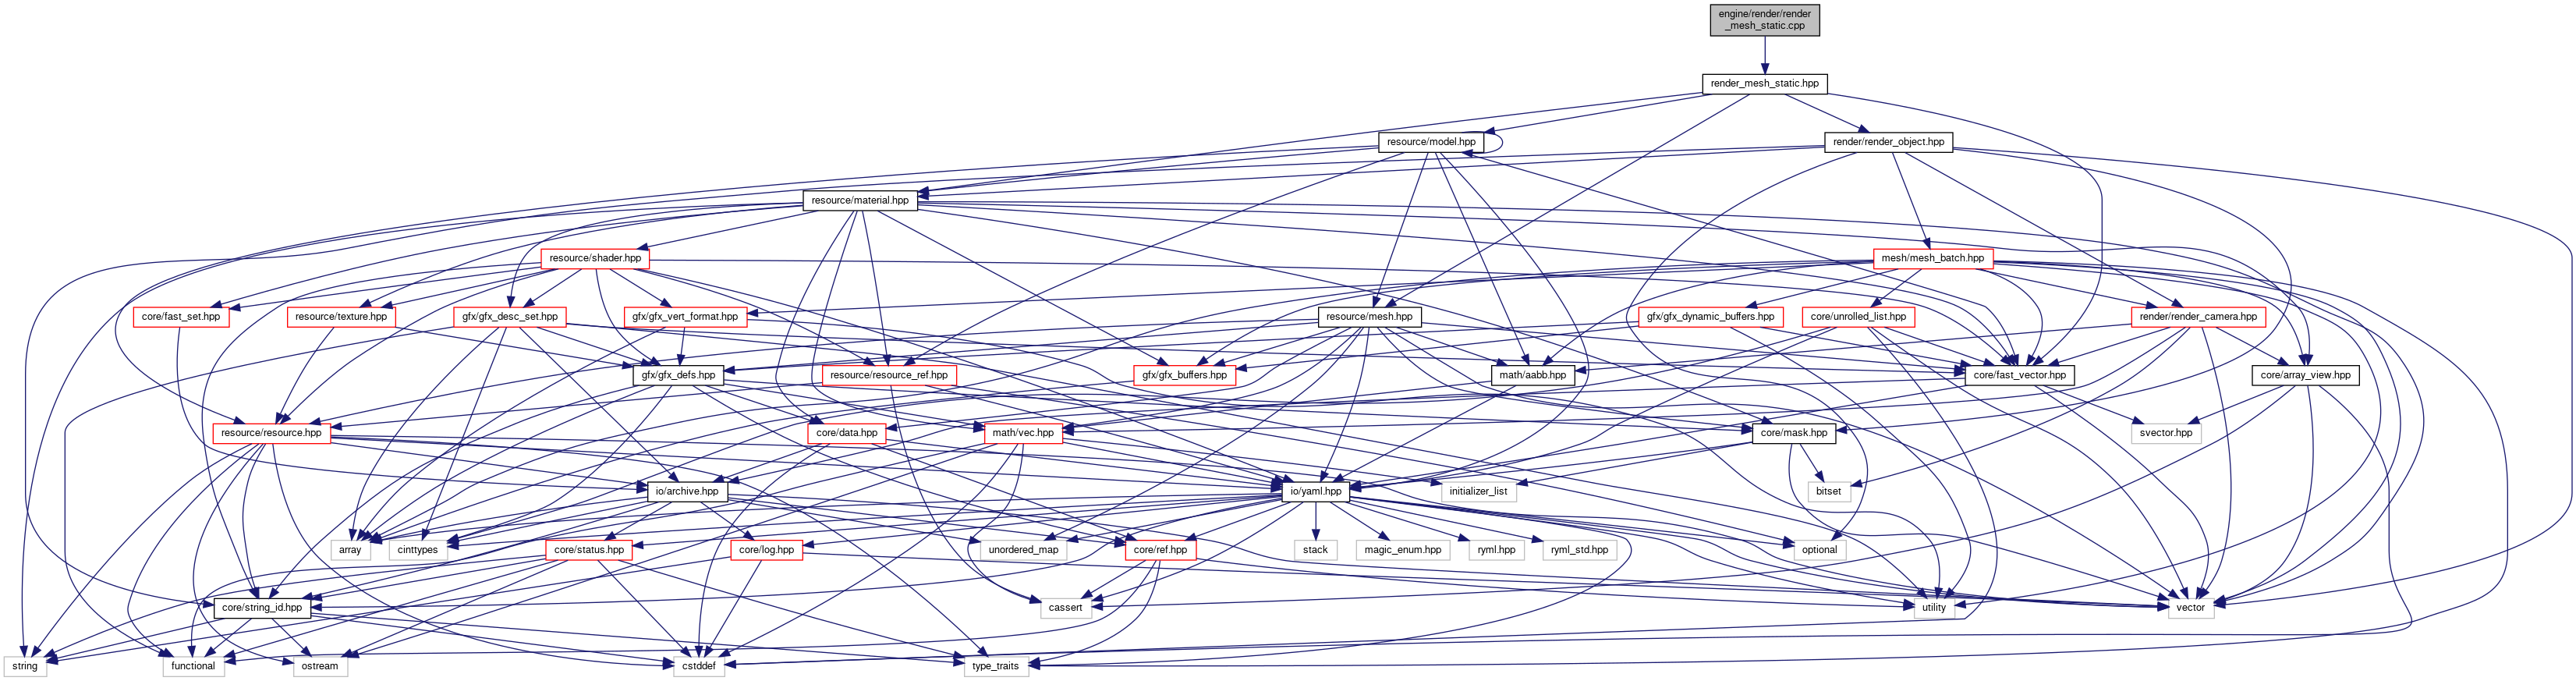 engine/render/render
_mesh_static.cpp
render_mesh_static.hpp
resource/model.hpp
render/render_object.hpp
resource/material.hpp
resource/shader.hpp
mesh/mesh_batch.hpp
core/fast_set.hpp
resource/texture.hpp
gfx/gfx_desc_set.hpp
gfx/gfx_vert_format.hpp
resource/mesh.hpp
gfx/gfx_dynamic_buffers.hpp
core/unrolled_list.hpp
render/render_camera.hpp
gfx/gfx_defs.hpp
resource/resource_ref.hpp
gfx/gfx_buffers.hpp
math/aabb.hpp
core/fast_vector.hpp
core/array_view.hpp
resource/resource.hpp
core/data.hpp
math/vec.hpp
core/mask.hpp
svector.hpp
io/archive.hpp
io/yaml.hpp
initializer_list
bitset
array
cinttypes
core/status.hpp
core/log.hpp
unordered_map
core/ref.hpp
stack
magic_enum.hpp
ryml.hpp
ryml_std.hpp
optional
core/string_id.hpp
cassert
utility
vector
string
functional
ostream
cstddef
type_traits